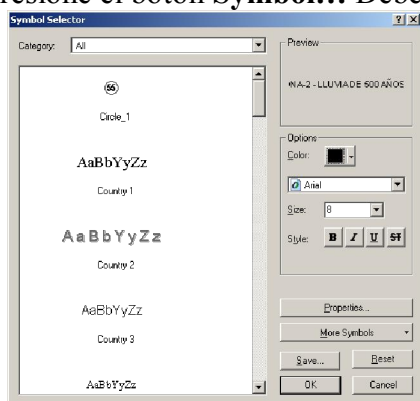 resione el botón Symbol... Debe
Symbol Selector
Category: All
55
Circle_1
AaBbYyZz
Country 1
AaBbYyZz
Country 2
AaBbYyZz
Country 3
AaBbYyZz
Preview
NA-2 - LLUVIA DE 500 AÑOS
Options
Color:
Arial
Size: 8
Style: B I U ST
Properties...
More Symbols
Save... Reset
OK Cancel